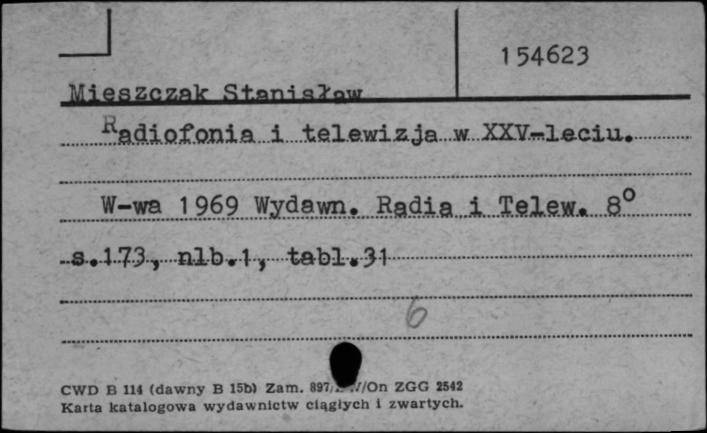 154623
Mieszczak Stanisław
Radiofonia i telewizja w XXV-leciu.
W-wa 1969 Wydawn. Radia i Telew. 8°
s.173, nlb.1, tabl.31
6
CWD B 114 (dawny B 15b) Zam. /On ZGG 2542
Karta katalogowa wydawnictw ciągłych i zwartych.